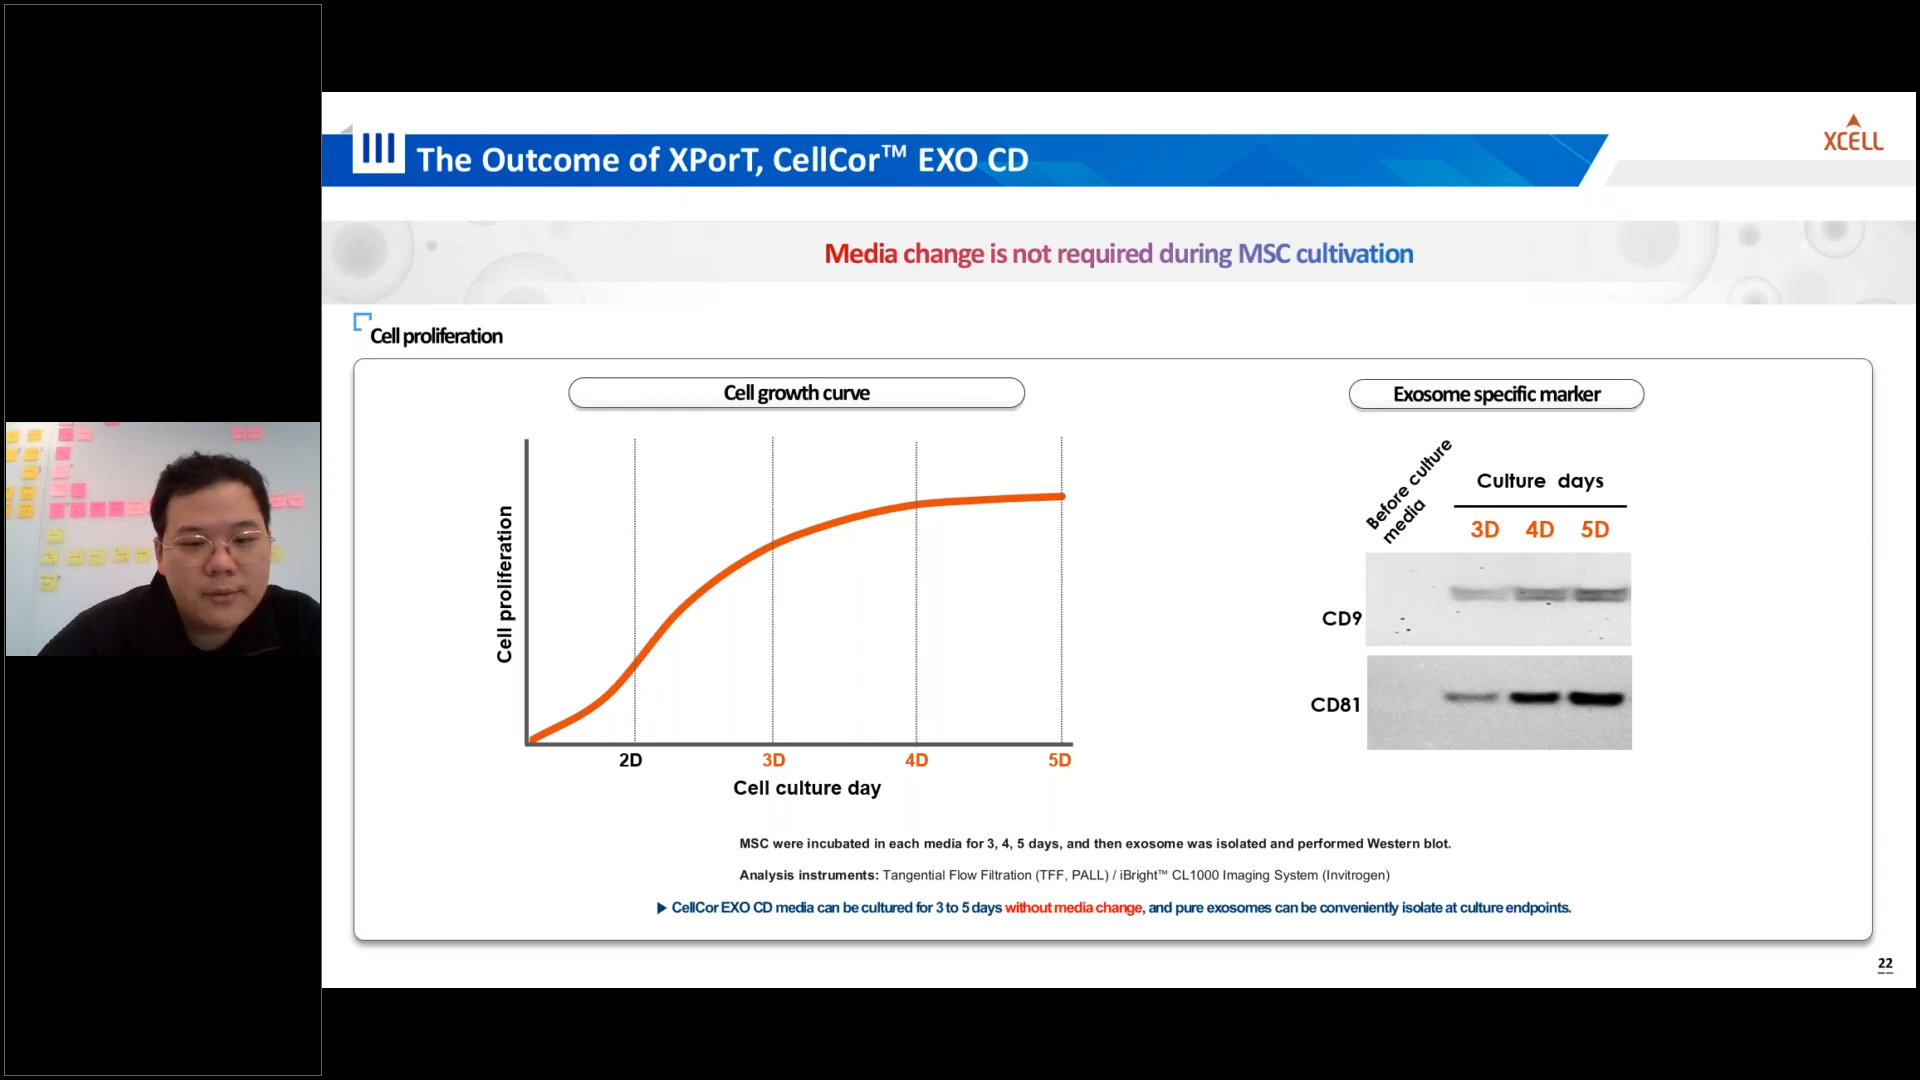 III The Outcome of XPorT, CellCor™ EXO CD
XCELL
Media change is not required during MSC cultivation
Cell proliferation
Cell growth curve
Cell proliferation
2D 3D 4D 5D
Cell culture day
Exosome specific marker
Before culture
media
Culture days
3D 4D 5D
CD9
CD81
MSC were incubated in each media for 3, 4, 5 days, and then exosome was isolated and performed Western blot.
Analysis instruments: Tangential Flow Filtration (TFF, PALL) / iBright™ CL1000 Imaging System (Invitrogen)
▶ CellCor EXO CD media can be cultured for 3 to 5 days without media change, and pure exosomes can be conveniently isolate at culture endpoints.
22